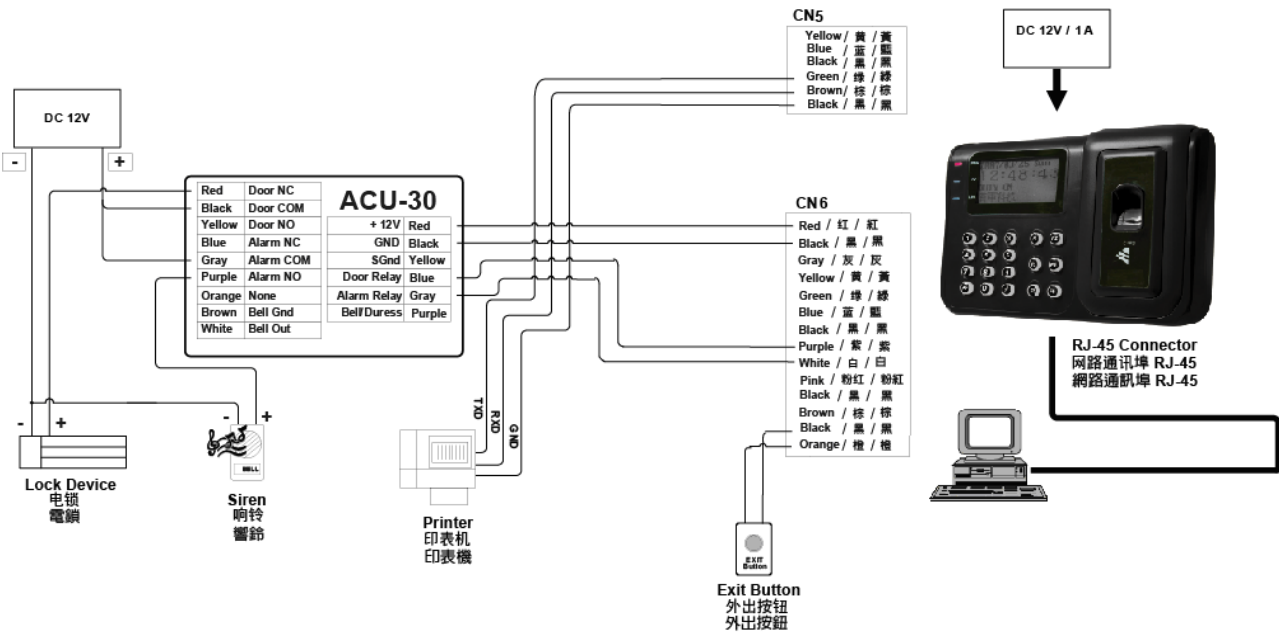 CN5
Yellow / 黄 / 黃
Blue / 蓝 / 藍
Black / 黑 / 黑
Green / 绿 / 綠
Brown / 棕 / 棕
Black / 黑 / 黑
DC 12V / 1A
DC 12V
- +
ACU-30
Red Door NC
Black Door COM
Yellow Door NO
Blue Alarm NC
Gray Alarm COM
Purple Alarm NO
Orange None
Brown Bell Gnd
White Bell Out
+ 12V Red
GND Black
SGnd Yellow
Door Relay Blue
Alarm Relay Gray
Bell/Duress Purple
CN6
Red / 红 / 紅
Black / 黑 / 黑
Gray / 灰 / 灰
Yellow / 黄 / 黃
Green / 绿 / 綠
Blue / 蓝 / 藍
Black / 黑 / 黑
Purple / 紫 / 紫
White / 白 / 白
Pink / 粉红 / 粉紅
Black / 黑 / 黑
Brown / 棕 / 棕
Black / 黑 / 黑
Orange / 橙 / 橙
12:48:43
RJ-45 Connector
网路通讯埠 RJ-45
網路通訊埠 RJ-45
- +
Lock Device
电锁
電鎖
- +
BELL
Siren
响铃
響鈴
TXD
RXD
GND
Printer
印表机
印表機
EXIT
Button
Exit Button
外出按钮
外出按鈕